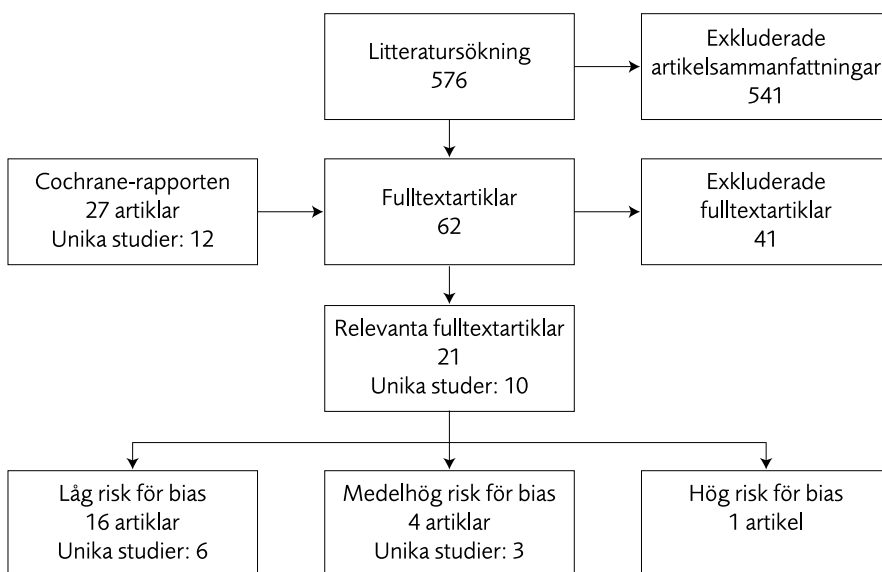 Litteratursökning
576
Exkluderade
artikelsammanfattningar
541
Cochrane-rapporten
27 artiklar
Unika studier: 12
Fulltextartiklar
62
Exkluderade
fulltextartiklar
41
Relevanta fulltextartiklar
21
Unika studer: 10
Låg risk för bias
16 artiklar
Unika studier: 6
Medelhög risk för bias
4 artiklar
Unika studier: 3
Hög risk för bias
1 artikel